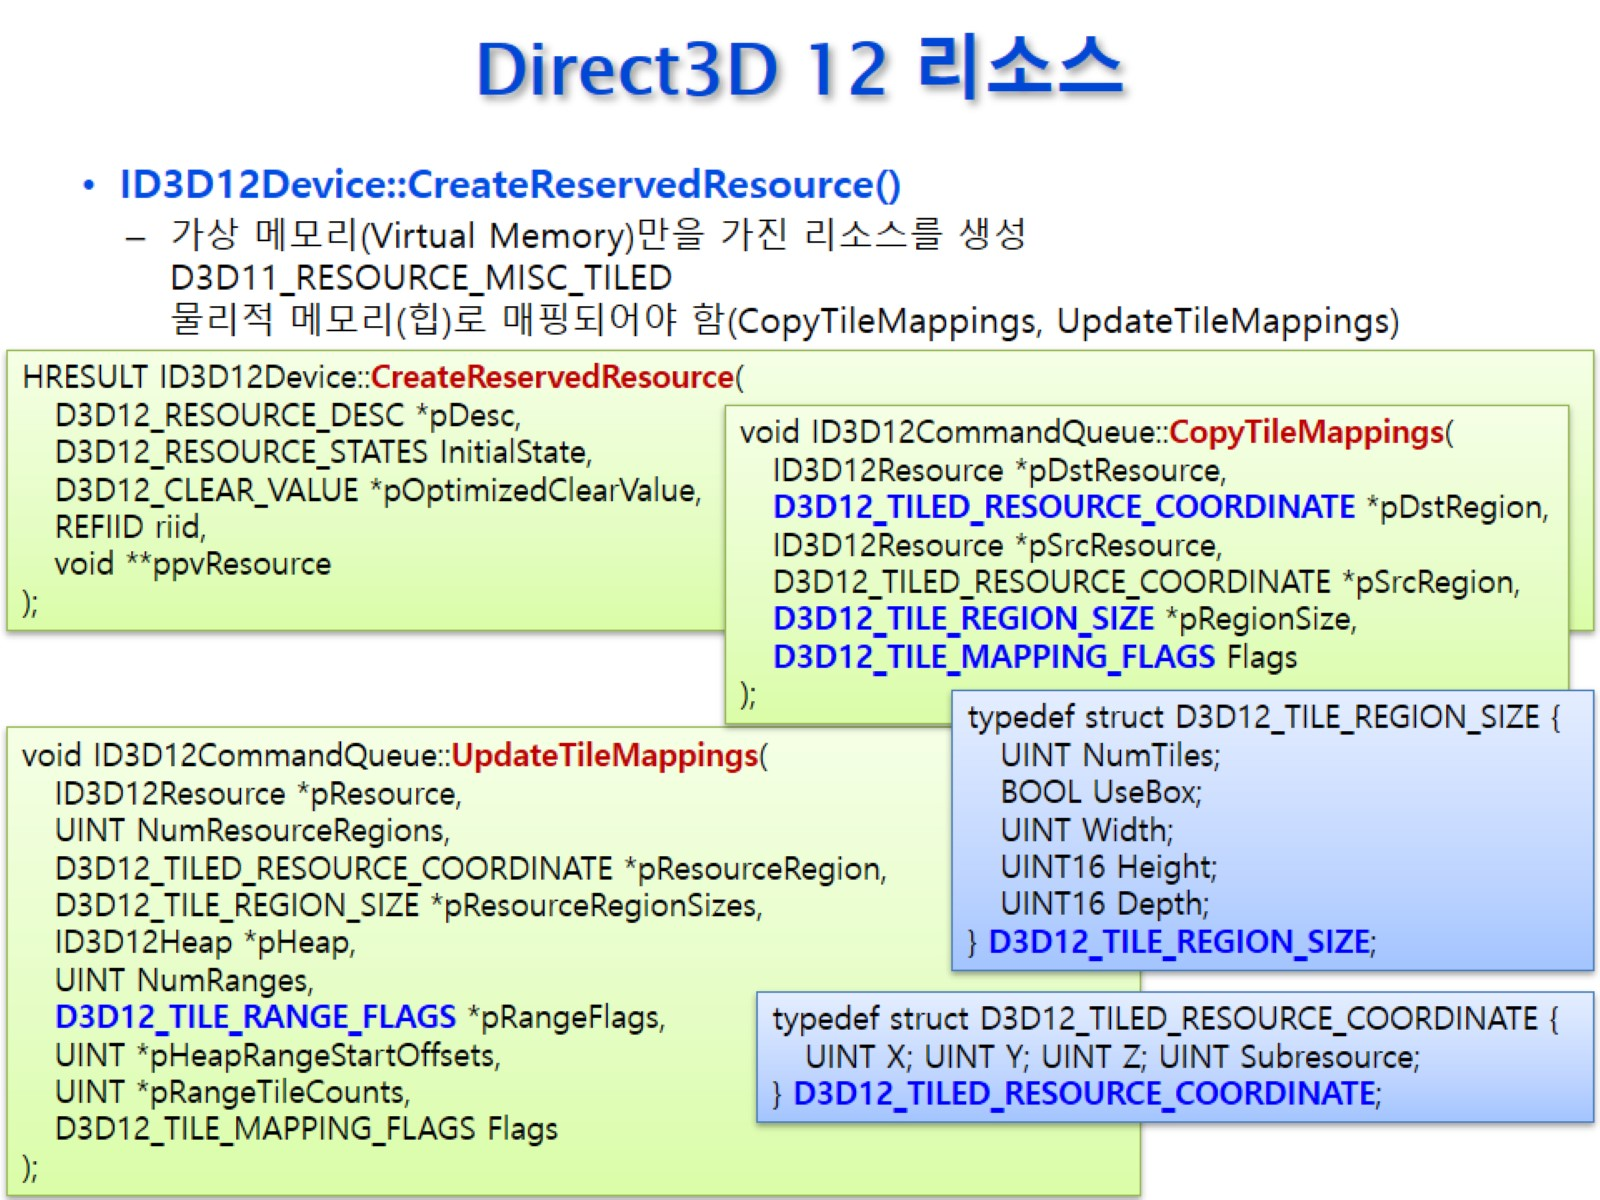 Direct3D 12 리소스
• ID3D12Device::CreateReservedResource()
– 가상 메모리(Virtual Memory)만을 가진 리소스를 생성
D3D11_RESOURCE_MISC_TILED
물리적 메모리(힙)로 매핑되어야 함(CopyTileMappings, UpdateTileMappings)
HRESULT ID3D12Device::CreateReservedResource(
D3D12_RESOURCE_DESC *pDesc,
D3D12_RESOURCE_STATES InitialState,
D3D12_CLEAR_VALUE *pOptimizedClearValue,
REFIID riid,
void **ppvResource
);
void ID3D12CommandQueue::CopyTileMappings(
ID3D12Resource *pDstResource,
D3D12_TILED_RESOURCE_COORDINATE *pDstRegion,
ID3D12Resource *pSrcResource,
D3D12_TILED_RESOURCE_COORDINATE *pSrcRegion,
D3D12_TILE_REGION_SIZE *pRegionSize,
D3D12_TILE_MAPPING_FLAGS Flags
);
void ID3D12CommandQueue::UpdateTileMappings(
ID3D12Resource *pResource,
UINT NumResourceRegions,
D3D12_TILED_RESOURCE_COORDINATE *pResourceRegion,
D3D12_TILE_REGION_SIZE *pResourceRegionSizes,
ID3D12Heap *pHeap,
UINT NumRanges,
D3D12_TILE_RANGE_FLAGS *pRangeFlags,
UINT *pHeapRangeStartOffsets,
UINT *pRangeTileCounts,
D3D12_TILE_MAPPING_FLAGS Flags
);
typedef struct D3D12_TILE_REGION_SIZE {
UINT NumTiles;
BOOL UseBox;
UINT Width;
UINT16 Height;
UINT16 Depth;
} D3D12_TILE_REGION_SIZE;
typedef struct D3D12_TILED_RESOURCE_COORDINATE {
UINT X; UINT Y; UINT Z; UINT Subresource;
} D3D12_TILED_RESOURCE_COORDINATE;